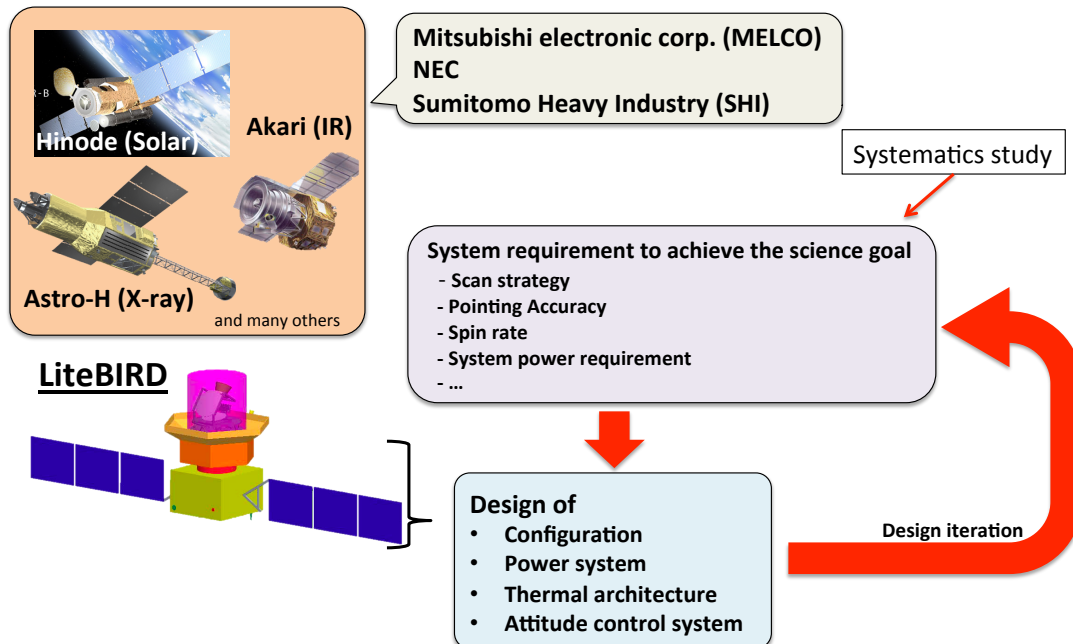 Mitsubishi electronic corp. (MELCO)
NEC
Sumitomo Heavy Industry (SHI)
R-B
Hinode (Solar)
Akari (IR)
Astro-H (X-ray)
and many others
Systematics study
System requirement to achieve the science goal
- Scan strategy
- Pointing Accuracy
- Spin rate
- System power requirement
- ...
LiteBIRD
Design of
• Configuration
• Power system
• Thermal architecture
• Attitude control system
Design iteration